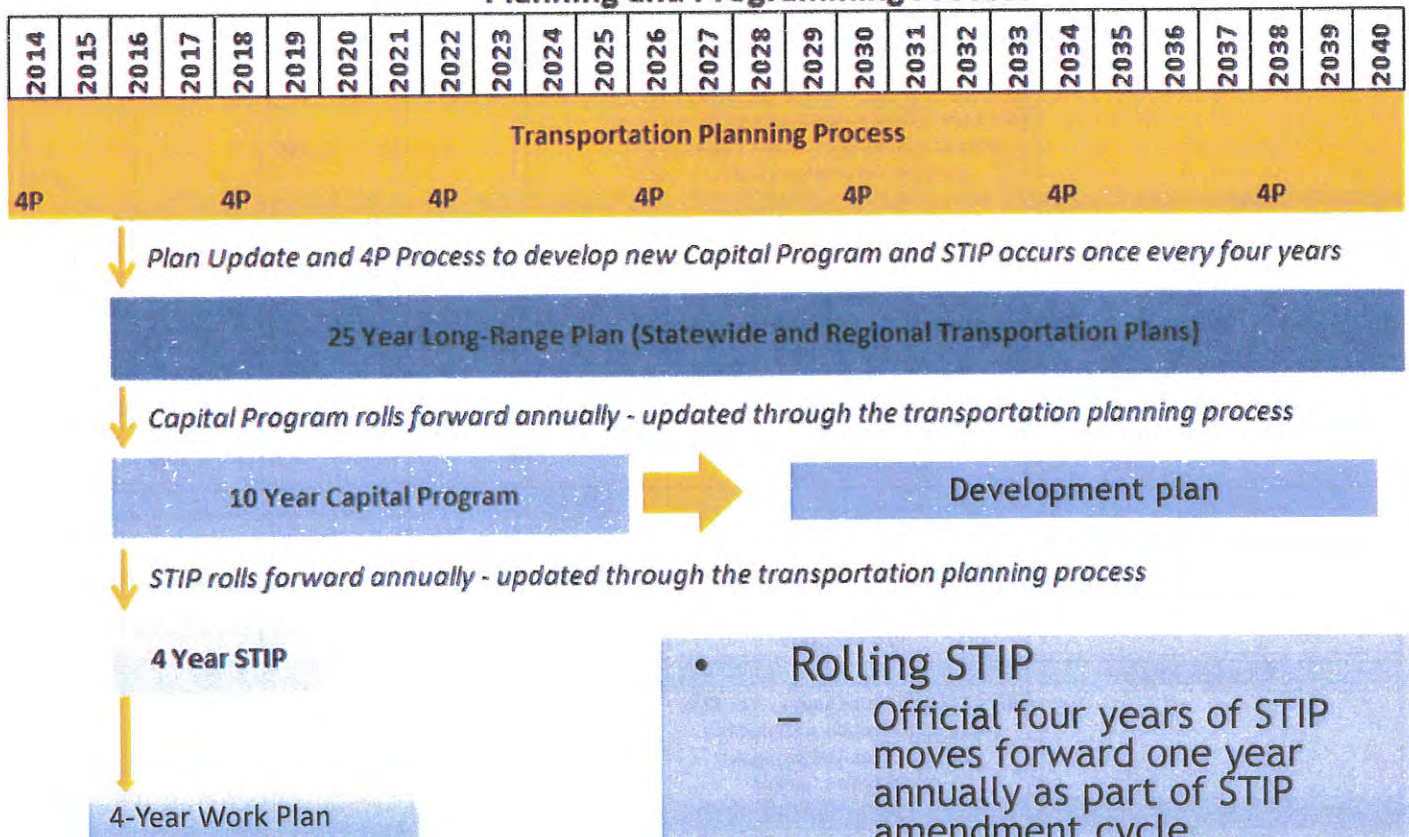 2014 2015 2016 2017 2018 2019 2020 2021 2022 2023 2024 2025 2026 2027 2028 2029 2030 2031 2032 2033 2034 2035 2036 2037 2038 2039 2040
Transportation Planning Process
4P 4P 4P 4P 4P 4P 4P
Plan Update and 4P Process to develop new Capital Program and STIP occurs once every four years
25 Year Long-Range Plan (Statewide and Regional Transportation Plans)
Capital Program rolls forward annually - updated through the transportation planning process
10 Year Capital Program
Development plan
STIP rolls forward annually - updated through the transportation planning process
4 Year STIP
4-Year Work Plan
• Rolling STIP
– Official four years of STIP
moves forward one year
annually as part of STIP
amendment cycle